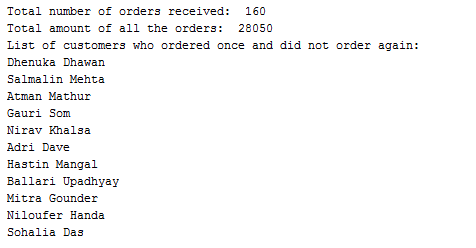 Total number of orders received:  160
Total amount of all the orders:  28050
List of customers who ordered once and did not order again:
Dhenuka Dhawan
Salmalin Mehta
Atman Mathur
Gauri Som
Nirav Khalsa
Adri Dave
Hastin Mangal
Ballari Upadhyay
Mitra Gounder
Niloufer Handa
Sohalia Das